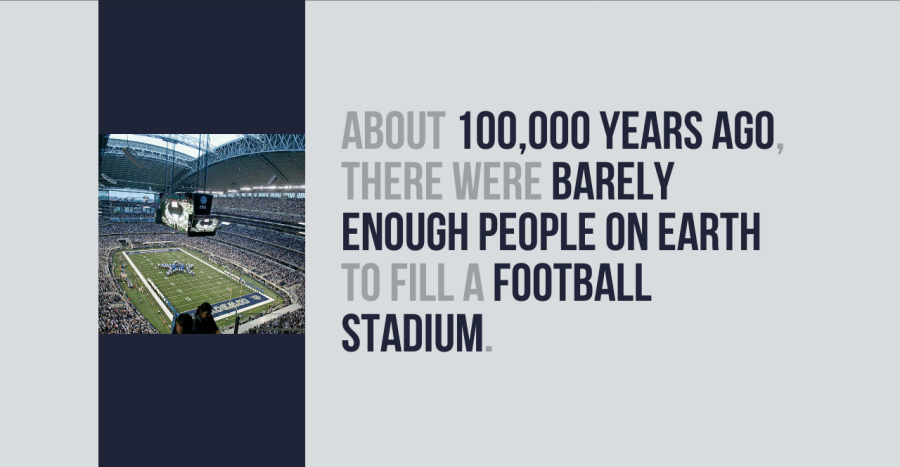 ABOUT 100,000 YEARS AGO,
THERE WERE BARELY
ENOUGH PEOPLE ON EARTH
TO FILL A FOOTBALL
STADIUM.